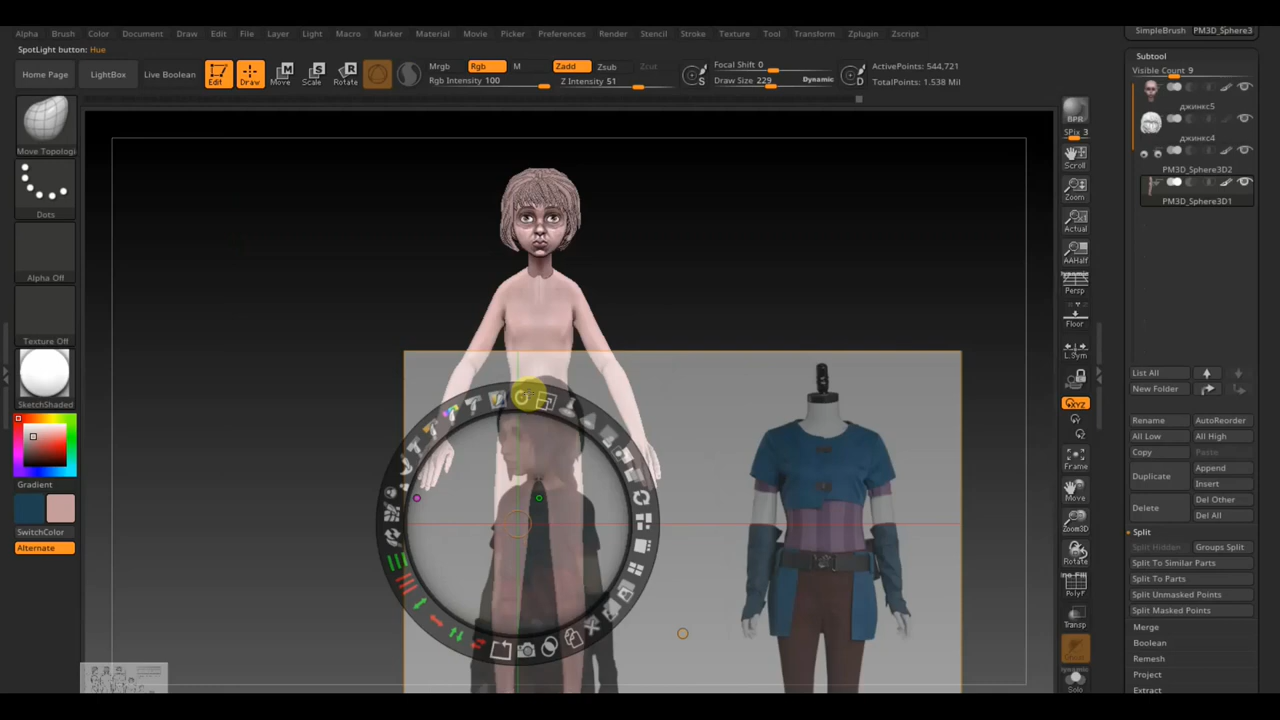 Alpha Brush Color Document Draw Edit File Layer Light Macro Marker Material Movie Picker Preferences Render Stencil Stroke Texture Tool Transform Zplugin Zscript
SimpleBrush PM3D_Sphere3
SpotLight button: Hue
Home Page LightBox Live Boolean Edit Draw Move Scale Rotate
Mrgb Rgb M Zadd Zsub Zcut
Rgb Intensity 100 Z Intensity 51
Focal Shift 0
Draw Size 229 Dynamic
S D
ActivePoints: 544,721
TotalPoints: 1.538 Mil
Move Topologi
Dots
Alpha Off
Texture Off
SketchShaded
Gradient
SwitchColor
Alternate
BPR
SPix 3
Scroll
Zoom
Actual
AAHalf
Dynamic
Persp
Floor
L.Sym
XYZ
Frame
Move
Zoom3D
Rotate
PolyF
Transp
Ghost
Dynamic
Solo
Subtool
Visible Count 9
джинкс5
джинкс4
PM3D_Sphere3D2
PM3D_Sphere3D1
List All
New Folder
Rename AutoReorder
All Low All High
Copy Paste
Duplicate Append
Insert
Delete Del Other
Del All
Split
Split Hidden Groups Split
Split To Similar Parts
Split To Parts
Split Unmasked Points
Split Masked Points
Merge
Boolean
Remesh
Project
Extract